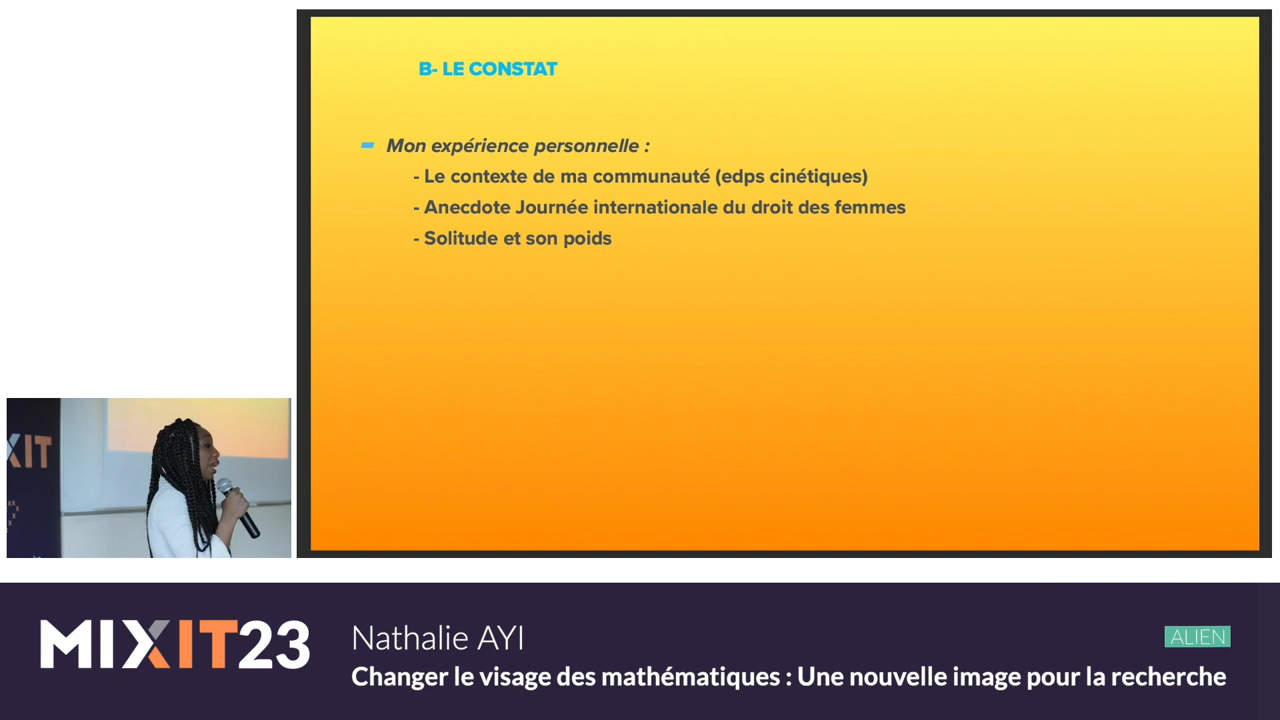 B- LE CONSTAT
Mon expérience personnelle :
- Le contexte de ma communauté (edps cinétiques)
- Anecdote Journée internationale du droit des femmes
- Solitude et son poids
XIT
MIXIT23
Nathalie AYI
ALIEN
Changer le visage des mathématiques : Une nouvelle image pour la recherche